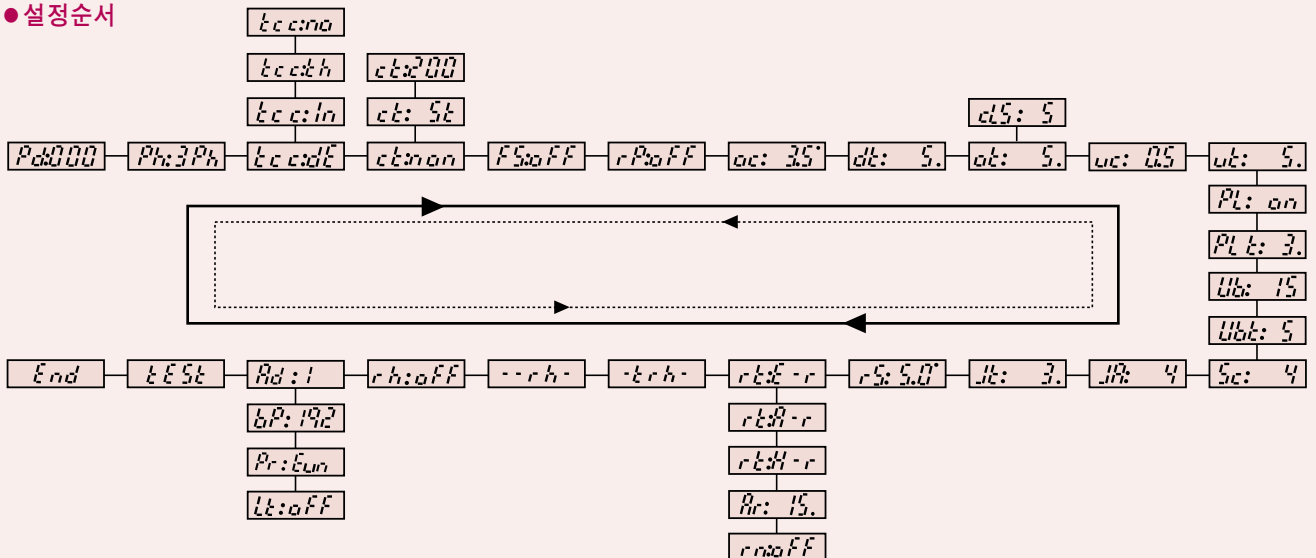 ● 설정순서
tcc:no
tcc:th
ct:200
tcc:In
ct: St
dS: 5
Pd:000
Ph:3Ph
tcc:dE
ct:non
FS:oFF
rP:oFF
oc: 3.5°
dt: 5.
ot: 5.
uc: 0.5
ut: 5.
PL: on
PLt: 3.
Ub: 15
Ubt: 5
End
tESt
Ad:1
rh:oFF
--rh-
-trh-
rt:E-r
rS:5.0°
Jt: 3.
JA: 4
Sc: 4
bP:192
rt:A-r
Pr:Eun
rt:H-r
Lt:oFF
Ar: 15.
rn:oFF